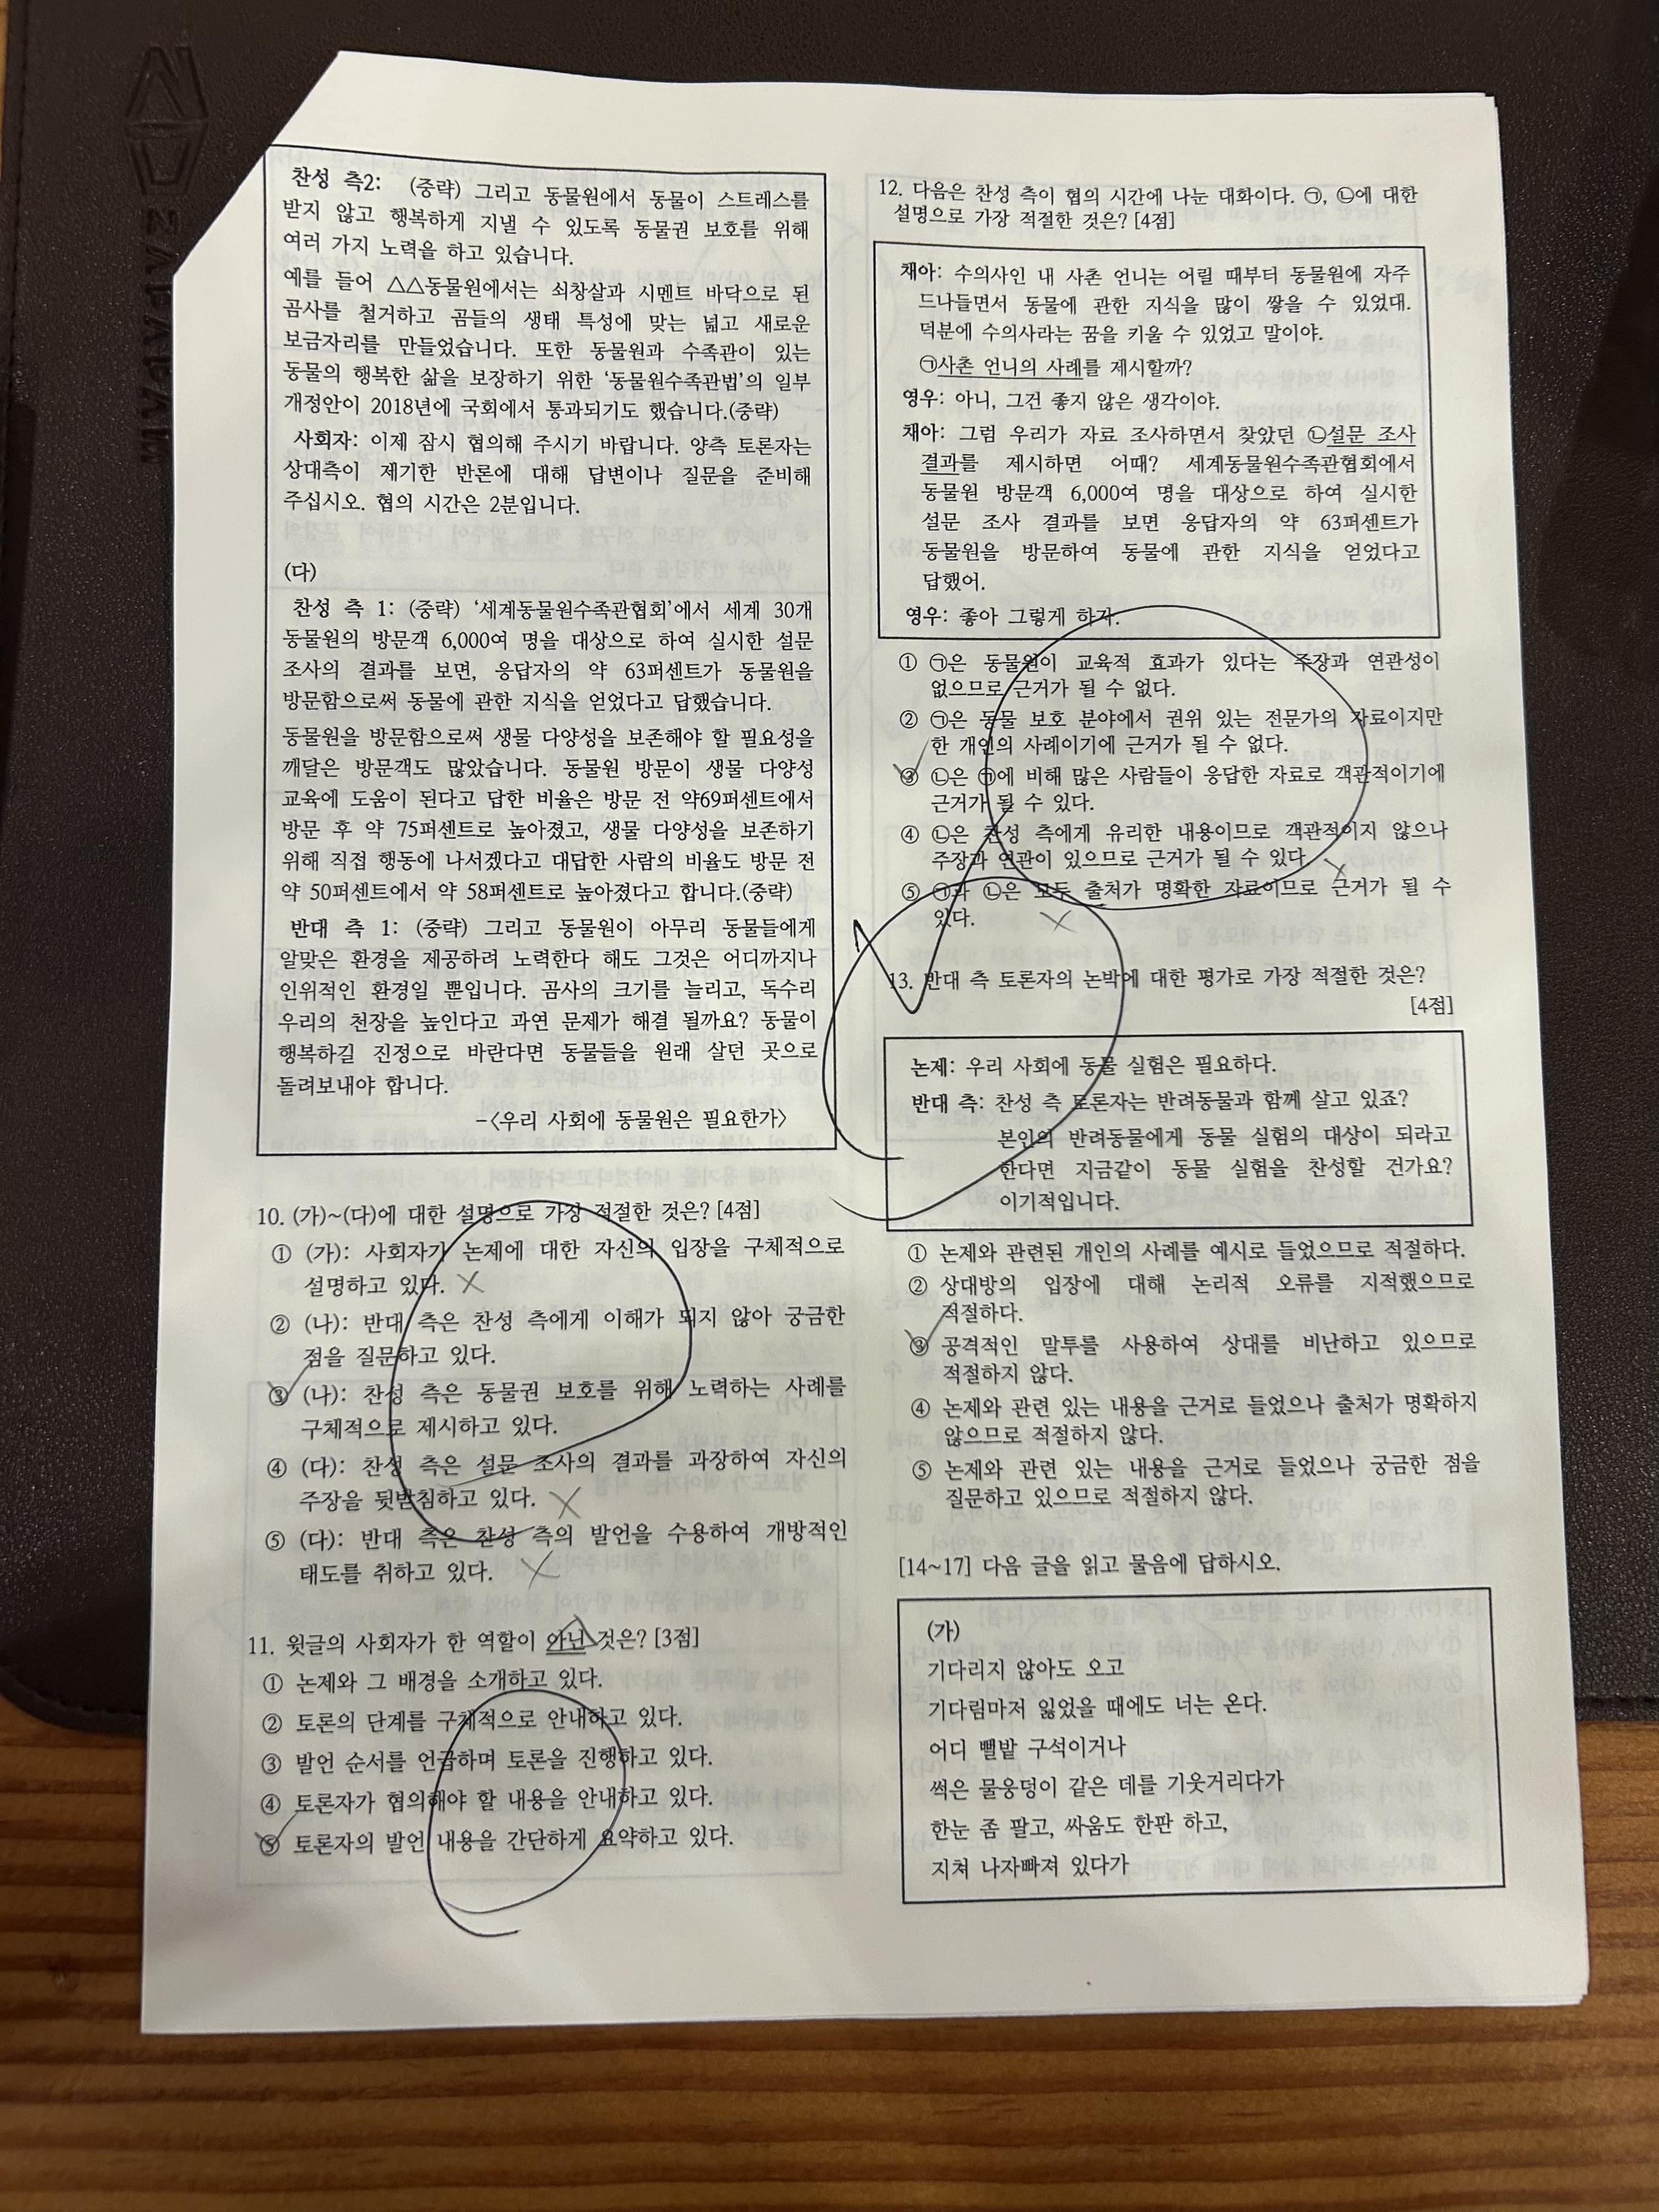 찬성 측2: (중략) 그리고 동물원에서 동물이 스트레스를
받지 않고 행복하게 지낼 수 있도록 동물권 보호를 위해
여러 가지 노력을 하고 있습니다.
예를 들어 △△동물원에서는 쇠창살과 시멘트 바닥으로 된
곰사를 철거하고 곰들의 생태 특성에 맞는 넓고 새로운
보금자리를 만들었습니다. 또한 동물원과 수족관이 있는
동물의 행복한 삶을 보장하기 위한 '동물원수족관법'의 일부
개정안이 2018년에 국회에서 통과되기도 했습니다.(중략)
사회자: 이제 잠시 협의해 주시기 바랍니다. 양측 토론자는
상대측이 제기한 반론에 대해 답변이나 질문을 준비해
주십시오. 협의 시간은 2분입니다.
(다)
찬성 측 1: (중략) '세계동물원수족관협회'에서 세계 30개
동물원의 방문객 6,000여 명을 대상으로 하여 실시한 설문
조사의 결과를 보면, 응답자의 약 63퍼센트가 동물원을
방문함으로써 동물에 관한 지식을 얻었다고 답했습니다.
동물원을 방문함으로써 생물 다양성을 보존해야 할 필요성을
깨달은 방문객도 많았습니다. 동물원 방문이 생물 다양성
교육에 도움이 된다고 답한 비율은 방문 전 약69퍼센트에서
방문 후 약 75퍼센트로 높아졌고, 생물 다양성을 보존하기
위해 직접 행동에 나서겠다고 대답한 사람의 비율도 방문 전
약 50퍼센트에서 약 58퍼센트로 높아졌다고 합니다.(중략)
반대 측 1: (중략) 그리고 동물원이 아무리 동물들에게
알맞은 환경을 제공하려 노력한다 해도 그것은 어디까지나
인위적인 환경일 뿐입니다. 곰사의 크기를 늘리고, 독수리
우리의 천장을 높인다고 과연 문제가 해결 될까요? 동물이
행복하길 진정으로 바란다면 동물들을 원래 살던 곳으로
돌려보내야 합니다.
-<우리 사회에 동물원은 필요한가>
10. (가)~(다)에 대한 설명으로 가장 적절한 것은? [4점]
① (가): 사회자가 논제에 대한 자신의 입장을 구체적으로
설명하고 있다.
② (나): 반대 측은 찬성 측에게 이해가 되지 않아 궁금한
점을 질문하고 있다.
③ (나): 찬성 측은 동물권 보호를 위해 노력하는 사례를
구체적으로 제시하고 있다.
④ (다): 찬성 측은 설문 조사의 결과를 과장하여 자신의
주장을 뒷받침하고 있다.
⑤ (다): 반대 측은 찬성 측의 발언을 수용하여 개방적인
태도를 취하고 있다.
11. 윗글의 사회자가 한 역할이 아닌 것은? [3점]
① 논제와 그 배경을 소개하고 있다.
② 토론의 단계를 구체적으로 안내하고 있다.
③ 발언 순서를 언급하며 토론을 진행하고 있다.
④ 토론자가 협의해야 할 내용을 안내하고 있다.
⑤ 토론자의 발언 내용을 간단하게 요약하고 있다.
12. 다음은 찬성 측이 협의 시간에 나눈 대화이다. ㉠, ㉡에 대한
설명으로 가장 적절한 것은? [4점]
채아: 수의사인 내 사촌 언니는 어릴 때부터 동물원에 자주
드나들면서 동물에 관한 지식을 많이 쌓을 수 있었대.
덕분에 수의사라는 꿈을 키울 수 있었고 말이야.
㉠사촌 언니의 사례를 제시할까?
영우: 아니, 그건 좋지 않은 생각이야.
채아: 그럼 우리가 자료 조사하면서 찾았던 ㉡설문 조사
결과를 제시하면 어때? 세계동물원수족관협회에서
동물원 방문객 6,000여 명을 대상으로 하여 실시한
설문 조사 결과를 보면 응답자의 약 63퍼센트가
동물원을 방문하여 동물에 관한 지식을 얻었다고
답했어.
영우: 좋아 그렇게 하자.
① ㉠은 동물원이 교육적 효과가 있다는 주장과 연관성이
없으므로 근거가 될 수 없다.
② ㉠은 동물 보호 분야에서 권위 있는 전문가의 자료이지만
한 개인의 사례이기에 근거가 될 수 없다.
③ ㉡은 ㉠에 비해 많은 사람들이 응답한 자료로 객관적이기에
근거가 될 수 있다.
④ ㉡은 찬성 측에게 유리한 내용이므로 객관적이지 않으나
주장과 연관이 있으므로 근거가 될 수 있다.
⑤ ㉠과 ㉡은 모두 출처가 명확한 자료이므로 근거가 될 수
있다.
13. 반대 측 토론자의 논박에 대한 평가로 가장 적절한 것은?
[4점]
논제: 우리 사회에 동물 실험은 필요하다.
반대 측: 찬성 측 토론자는 반려동물과 함께 살고 있죠?
본인의 반려동물에게 동물 실험의 대상이 되라고
한다면 지금같이 동물 실험을 찬성할 건가요?
이기적입니다.
① 논제와 관련된 개인의 사례를 예시로 들었으므로 적절하다.
② 상대방의 입장에 대해 논리적 오류를 지적했으므로
적절하다.
③ 공격적인 말투를 사용하여 상대를 비난하고 있으므로
적절하지 않다.
④ 논제와 관련 있는 내용을 근거로 들었으나 출처가 명확하지
않으므로 적절하지 않다.
⑤ 논제와 관련 있는 내용을 근거로 들었으나 궁금한 점을
질문하고 있으므로 적절하지 않다.
[14~17] 다음 글을 읽고 물음에 답하시오.
(가)
기다리지 않아도 오고
기다림마저 잃었을 때에도 너는 온다.
어디 뻘밭 구석이거나
썩은 물웅덩이 같은 데를 기웃거리다가
한눈 좀 팔고, 싸움도 한판 하고,
지쳐 나자빠져 있다가